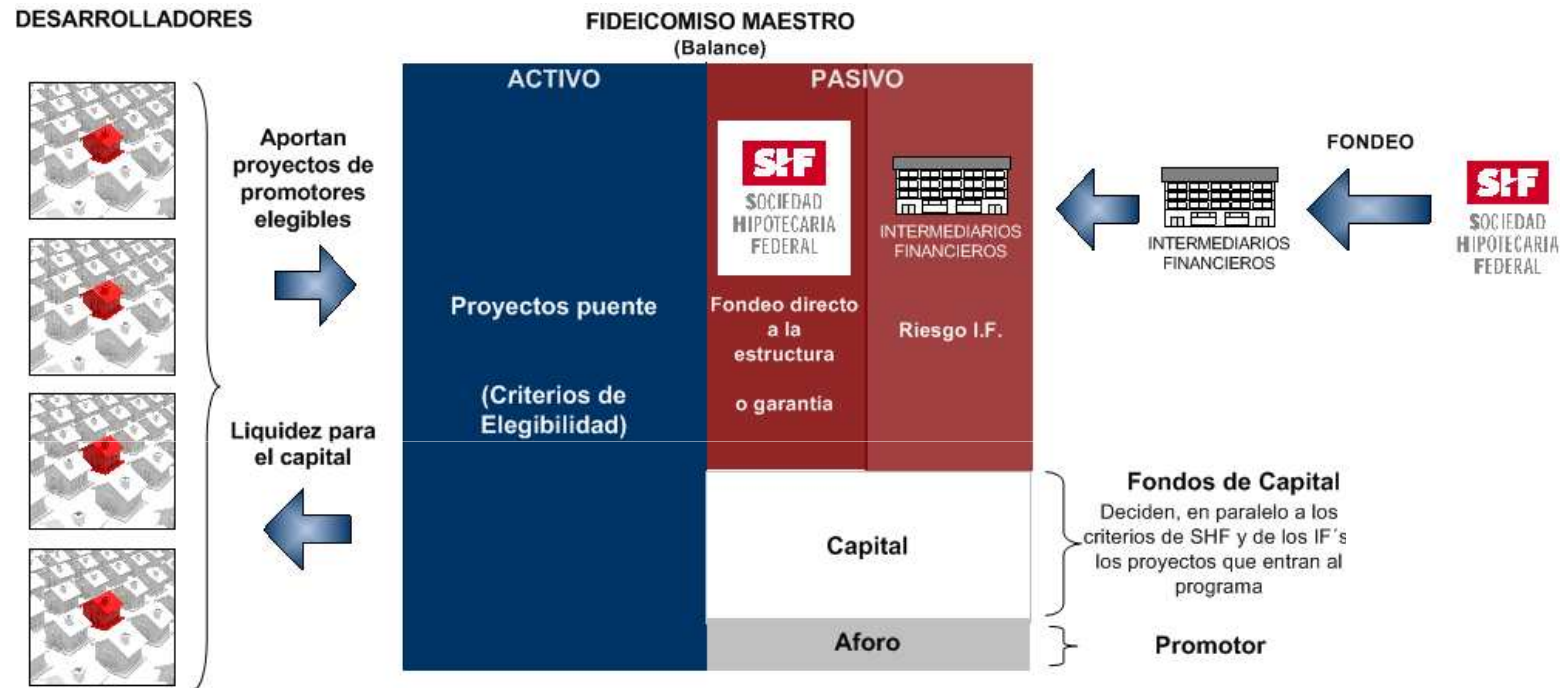 DESARROLLADORES
FIDEICOMISO MAESTRO
(Balance)
ACTIVO
PASIVO
Aportan
proyectos de
promotores
elegibles
Liquidez para
el capital
Proyectos puente
(Criterios de
Elegibilidad)
SHF
SOCIEDAD
HIPOTECARIA
FEDERAL
Fondeo directo
a la
estructura
o garantía
INTERMEDIARIOS
FINANCIEROS
Riesgo I.F.
Capital
Aforo
FONDEO
INTERMEDIARIOS
FINANCIEROS
SHF
SOCIEDAD
HIPOTECARIA
FEDERAL
Fondos de Capital
Deciden, en paralelo a los
criterios de SHF y de los IF´s
los proyectos que entran al
programa
Promotor